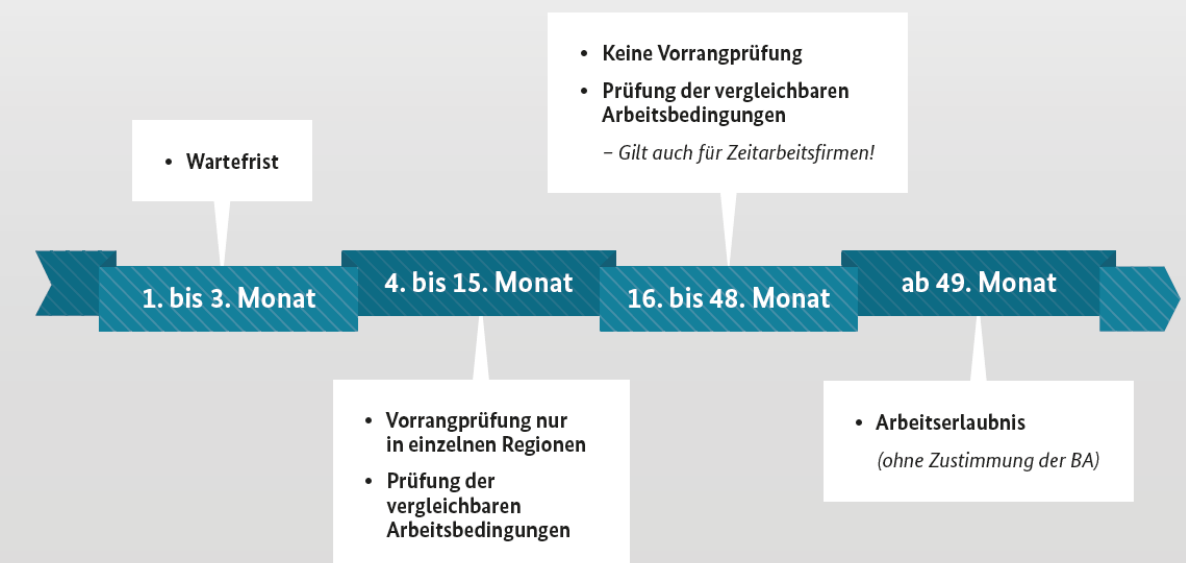 • Wartefrist
1. bis 3. Monat
4. bis 15. Monat
• Vorrangprüfung nur
in einzelnen Regionen
• Prüfung der
vergleichbaren
Arbeitsbedingungen
• Keine Vorrangprüfung
• Prüfung der vergleichbaren
Arbeitsbedingungen
– Gilt auch für Zeitarbeitsfirmen!
16. bis 48. Monat
ab 49. Monat
• Arbeitserlaubnis
(ohne Zustimmung der BA)